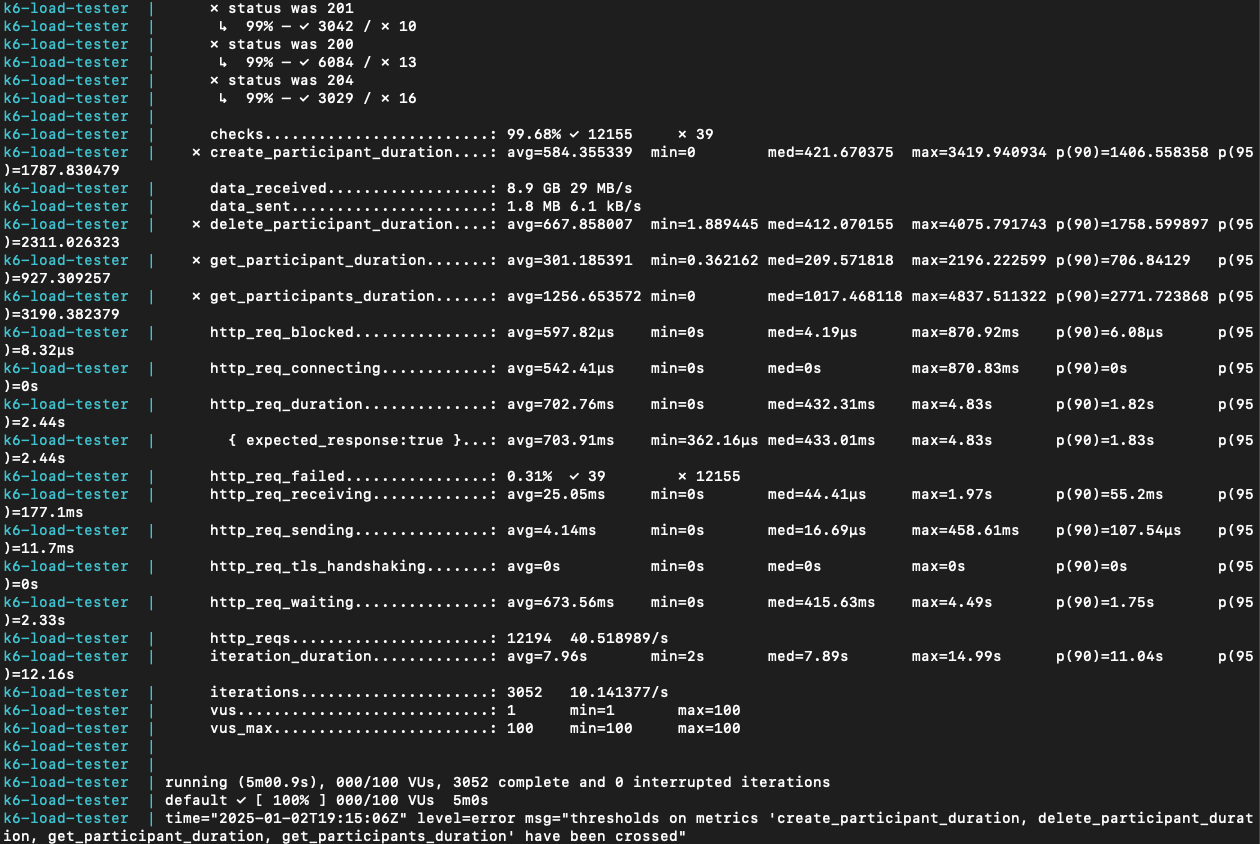 k6-load-tester | × status was 201
k6-load-tester | ↳ 99% — ✓ 3042 / × 10
k6-load-tester | × status was 200
k6-load-tester | ↳ 99% — ✓ 6084 / × 13
k6-load-tester | × status was 204
k6-load-tester | ↳ 99% — ✓ 3029 / × 16
k6-load-tester |
k6-load-tester | checks.........................: 99.68% ✓ 12155 × 39
k6-load-tester | × create_participant_duration....: avg=584.355339 min=0 med=421.670375 max=3419.940934 p(90)=1406.558358 p(95
)=1787.830479
k6-load-tester | data_received..................: 8.9 GB 29 MB/s
k6-load-tester | data_sent......................: 1.8 MB 6.1 kB/s
k6-load-tester | × delete_participant_duration....: avg=667.858007 min=1.889445 med=412.070155 max=4075.791743 p(90)=1758.599897 p(95
)=2311.026323
k6-load-tester | × get_participant_duration.......: avg=301.185391 min=0.362162 med=209.571818 max=2196.222599 p(90)=706.84129 p(95
)=927.309257
k6-load-tester | × get_participants_duration......: avg=1256.653572 min=0 med=1017.468118 max=4837.511322 p(90)=2771.723868 p(95
)=3190.382379
k6-load-tester | http_req_blocked...............: avg=597.82µs min=0s med=4.19µs max=870.92ms p(90)=6.08µs p(95
)=8.32µs
k6-load-tester | http_req_connecting............: avg=542.41µs min=0s med=0s max=870.83ms p(90)=0s p(95
)=0s
k6-load-tester | http_req_duration..............: avg=702.76ms min=0s med=432.31ms max=4.83s p(90)=1.82s p(95
)=2.44s
k6-load-tester | { expected_response:true }...: avg=703.91ms min=362.16µs med=433.01ms max=4.83s p(90)=1.83s p(95
)=2.44s
k6-load-tester | http_req_failed................: 0.31% ✓ 39 × 12155
k6-load-tester | http_req_receiving.............: avg=25.05ms min=0s med=44.41µs max=1.97s p(90)=55.2ms p(95
)=177.1ms
k6-load-tester | http_req_sending...............: avg=4.14ms min=0s med=16.69µs max=458.61ms p(90)=107.54µs p(95
)=11.7ms
k6-load-tester | http_req_tls_handshaking.......: avg=0s min=0s med=0s max=0s p(90)=0s p(95
)=0s
k6-load-tester | http_req_waiting...............: avg=673.56ms min=0s med=415.63ms max=4.49s p(90)=1.75s p(95
)=2.33s
k6-load-tester | http_reqs......................: 12194 40.518989/s
k6-load-tester | iteration_duration.............: avg=7.96s min=2s med=7.89s max=14.99s p(90)=11.04s p(95
)=12.16s
k6-load-tester | iterations.....................: 3052 10.141377/s
k6-load-tester | vus............................: 1 min=1 max=100
k6-load-tester | vus_max........................: 100 min=100 max=100
k6-load-tester |
k6-load-tester |
k6-load-tester | running (5m00.9s), 000/100 VUs, 3052 complete and 0 interrupted iterations
k6-load-tester | default ✓ [ 100% ] 000/100 VUs 5m0s
k6-load-tester | time="2025-01-02T19:15:06Z" level=error msg="thresholds on metrics 'create_participant_duration, delete_participant_durat
ion, get_participant_duration, get_participants_duration' have been crossed"